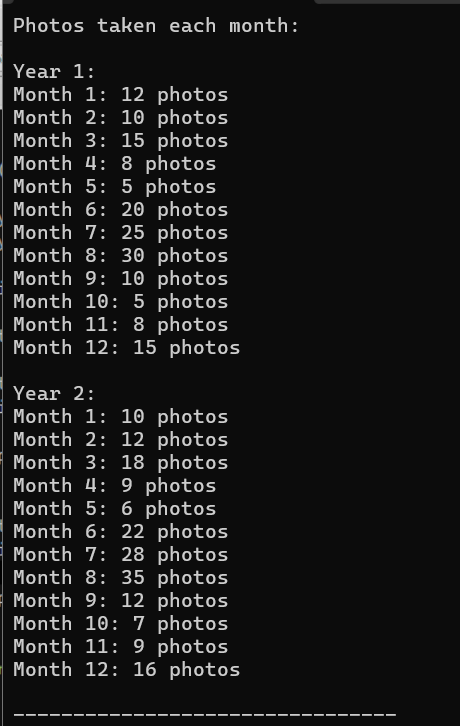 Photos taken each month:
Year 1:
Month 1: 12 photos
Month 2: 10 photos
Month 3: 15 photos
Month 4: 8 photos
Month 5: 5 photos
Month 6: 20 photos
Month 7: 25 photos
Month 8: 30 photos
Month 9: 10 photos
Month 10: 5 photos
Month 11: 8 photos
Month 12: 15 photos
Year 2:
Month 1: 10 photos
Month 2: 12 photos
Month 3: 18 photos
Month 4: 9 photos
Month 5: 6 photos
Month 6: 22 photos
Month 7: 28 photos
Month 8: 35 photos
Month 9: 12 photos
Month 10: 7 photos
Month 11: 9 photos
Month 12: 16 photos
--------------------------------